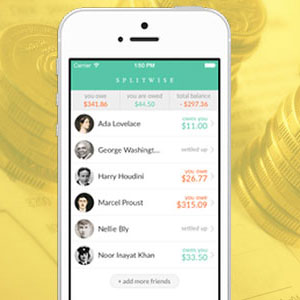 Carrier 1:50 PM
SPLITWISE
you owe you are owed total balance
$341.86 $44.50 - $297.36
Ada Lovelace owes you $11.00
George Washingt... settled up
Harry Houdini you owe $26.77
Marcel Proust you owe $315.09
Nellie Bly settled up
Noor Inayat Khan owes you $33.50
+ add more friends